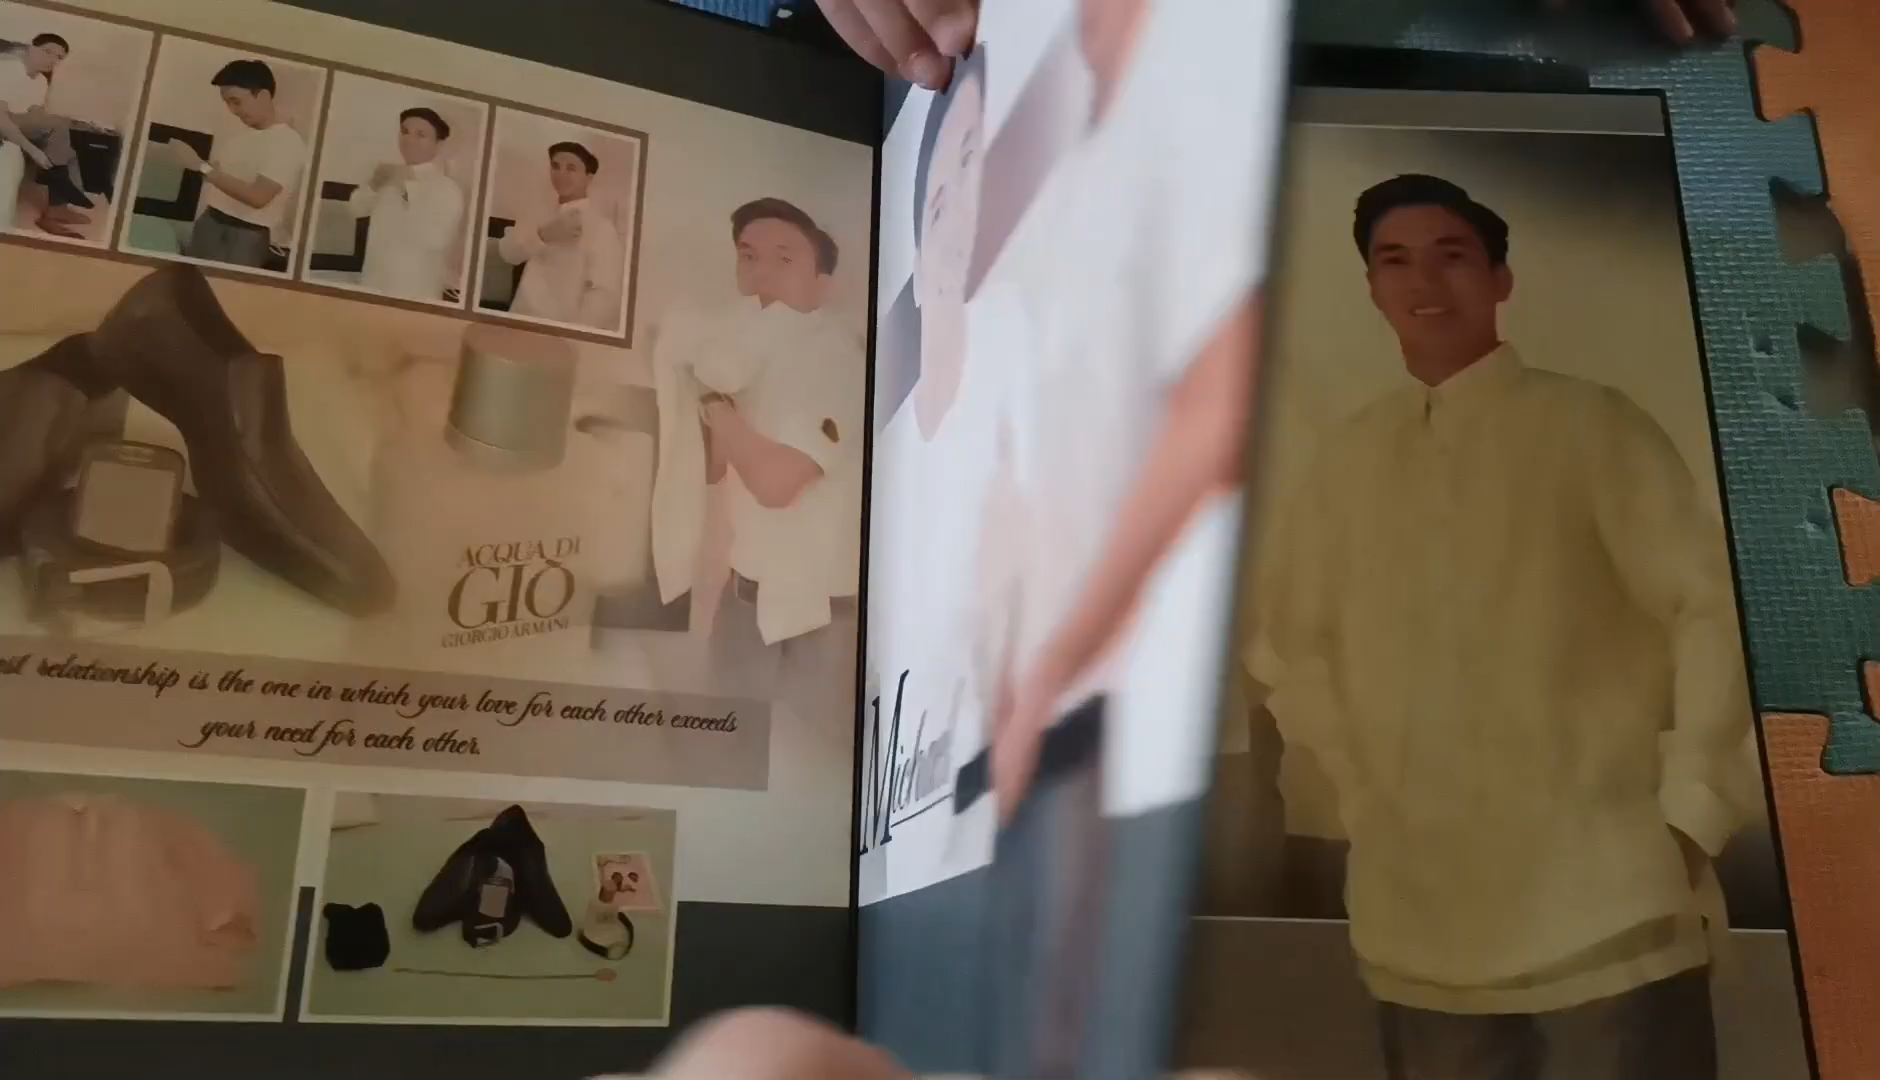 ACQUA DI
GIÒ
GIORGIO ARMANI
relationship is the one in which your love for each other exceeds
your need for each other.
Michael